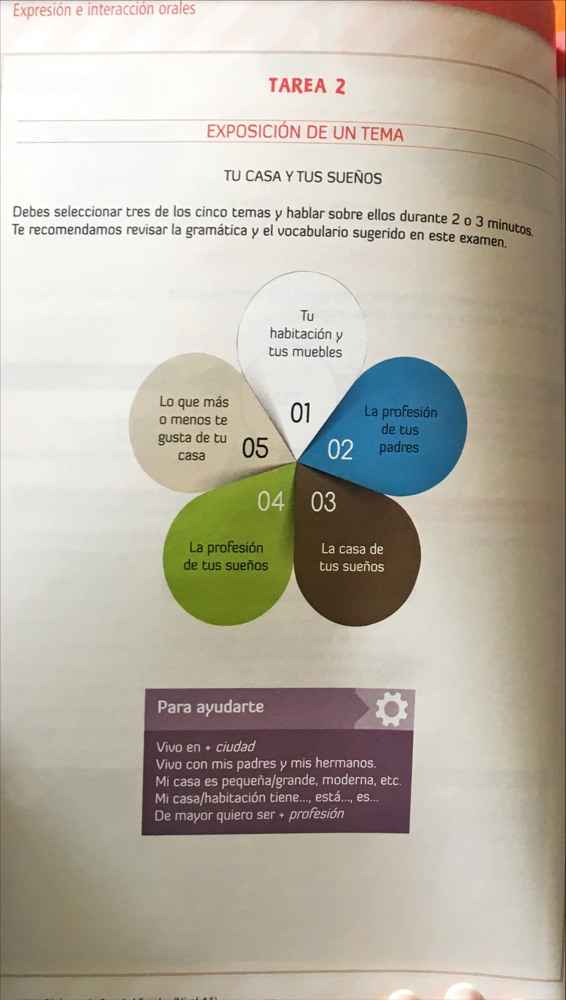 Expresión e interacción orales
TAREA 2
EXPOSICIÓN DE UN TEMA
TU CASA Y TUS SUEÑOS
Debes seleccionar tres de los cinco temas y hablar sobre ellos durante 2 o 3 minutos.
Te recomendamos revisar la gramática y el vocabulario sugerido en este examen.
Tu
habitación y
tus muebles
01
La profesión
de tus
padres
02
03
La casa de
tus sueños
04
La profesión
de tus sueños
Lo que más
o menos te
gusta de tu
casa
05
Para ayudarte
Vivo en + ciudad
Vivo con mis padres y mis hermanos.
Mi casa es pequeña/grande, moderna, etc.
Mi casa/habitación tiene..., está..., es...
De mayor quiero ser + profesión